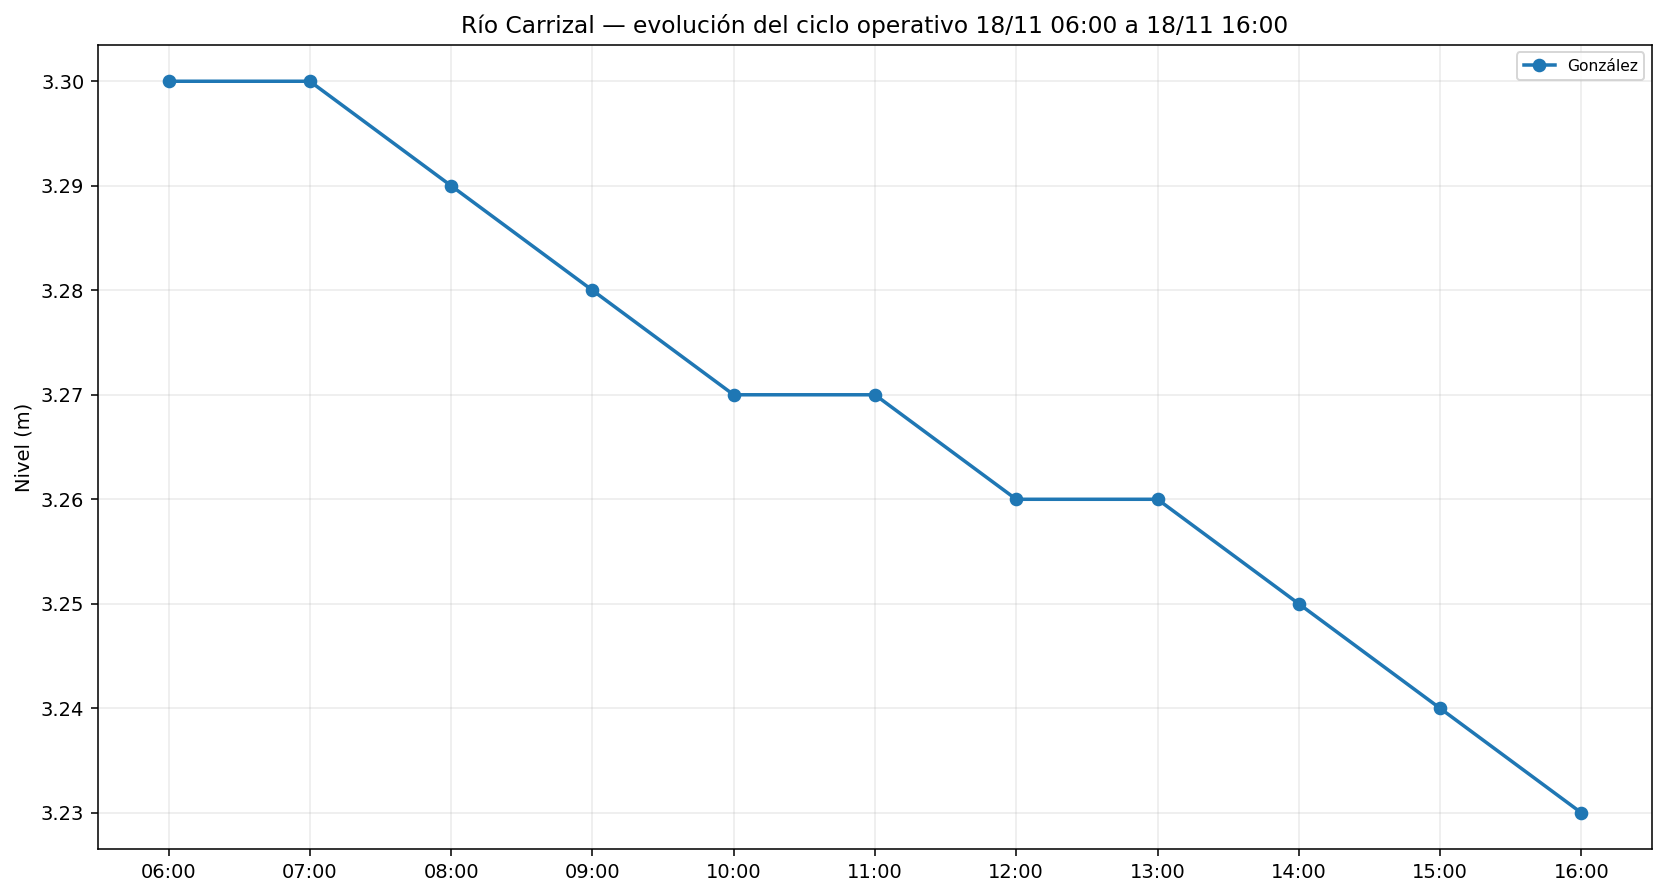 Río Carrizal — evolución del ciclo operativo 18/11 06:00 a 18/11 16:00
González
Nivel (m)
3.30
3.29
3.28
3.27
3.26
3.25
3.24
3.23
06:00 07:00 08:00 09:00 10:00 11:00 12:00 13:00 14:00 15:00 16:00